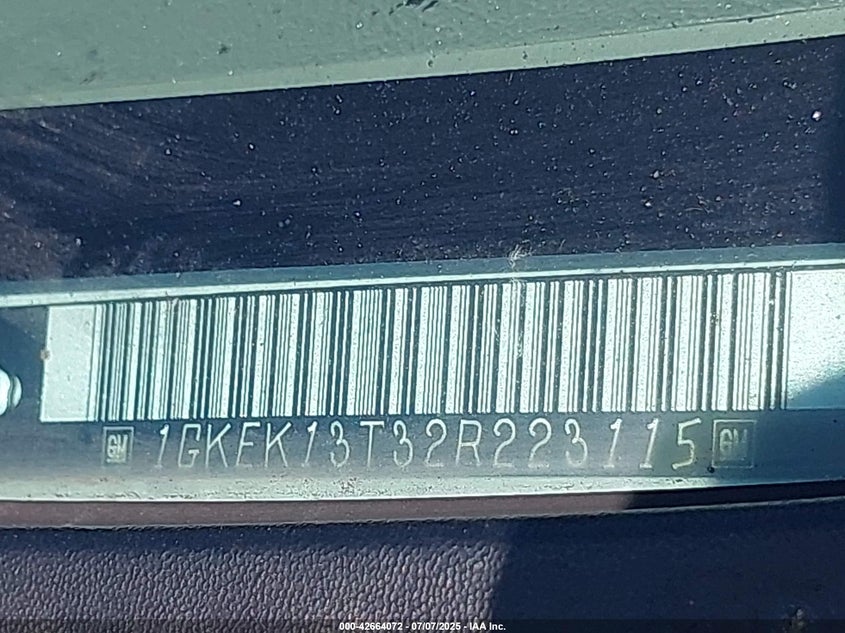 GM 1GKEK13T32R223115 GM
000-42664072 - 07/07/2025 - IAA Inc.